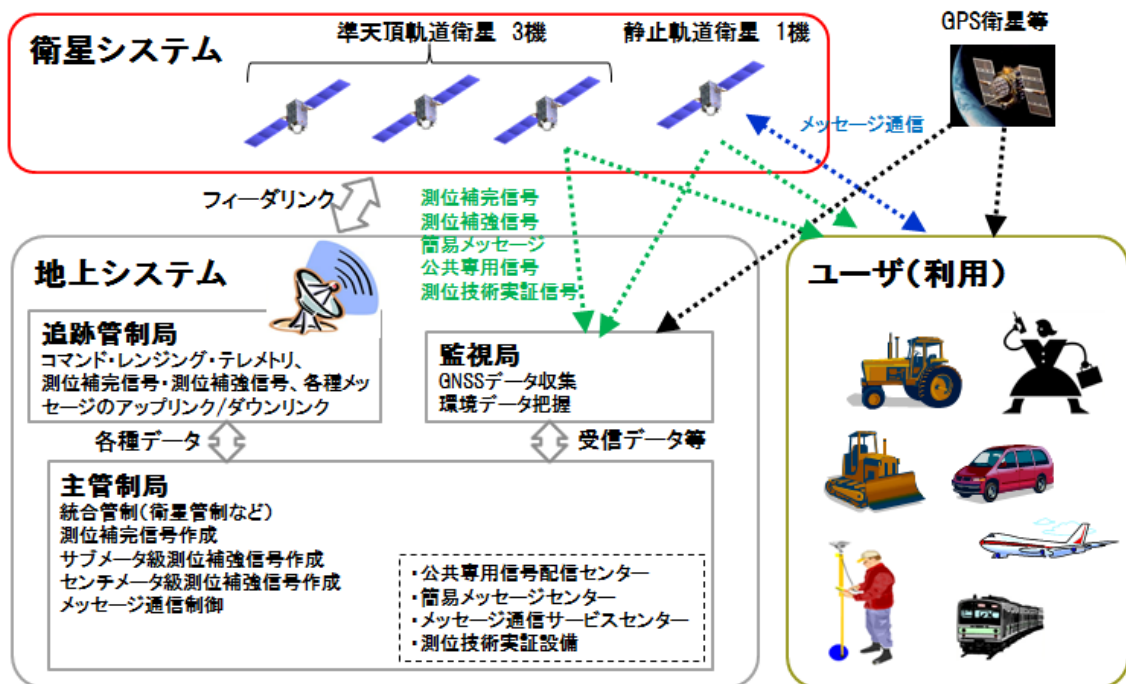 衛星システム
準天頂軌道衛星 3機
静止軌道衛星 1機
GPS衛星等
メッセージ通信
フィーダリンク
測位補完信号
測位補強信号
簡易メッセージ
公共専用信号
測位技術実証信号
地上システム
追跡管制局
コマンド・レンジング・テレメトリ、
測位補完信号・測位補強信号、各種メッ
セージのアップリンク/ダウンリンク
監視局
GNSSデータ収集
環境データ把握
各種データ
受信データ等
主管制局
統合管制(衛星管制など)
測位補完信号作成
サブメータ級測位補強信号作成
センチメータ級測位補強信号作成
メッセージ通信制御
・公共専用信号配信センター
・簡易メッセージセンター
・メッセージ通信サービスセンター
・測位技術実証設備
ユーザ(利用)